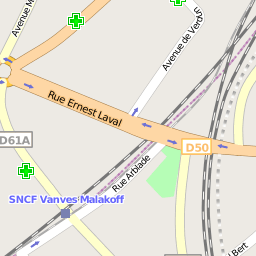 Avenue M
Avenue de Verdun
Rue Ernest Laval
D61A
D50
Rue Arblade
SNCF Vanves Malakoff
Bert